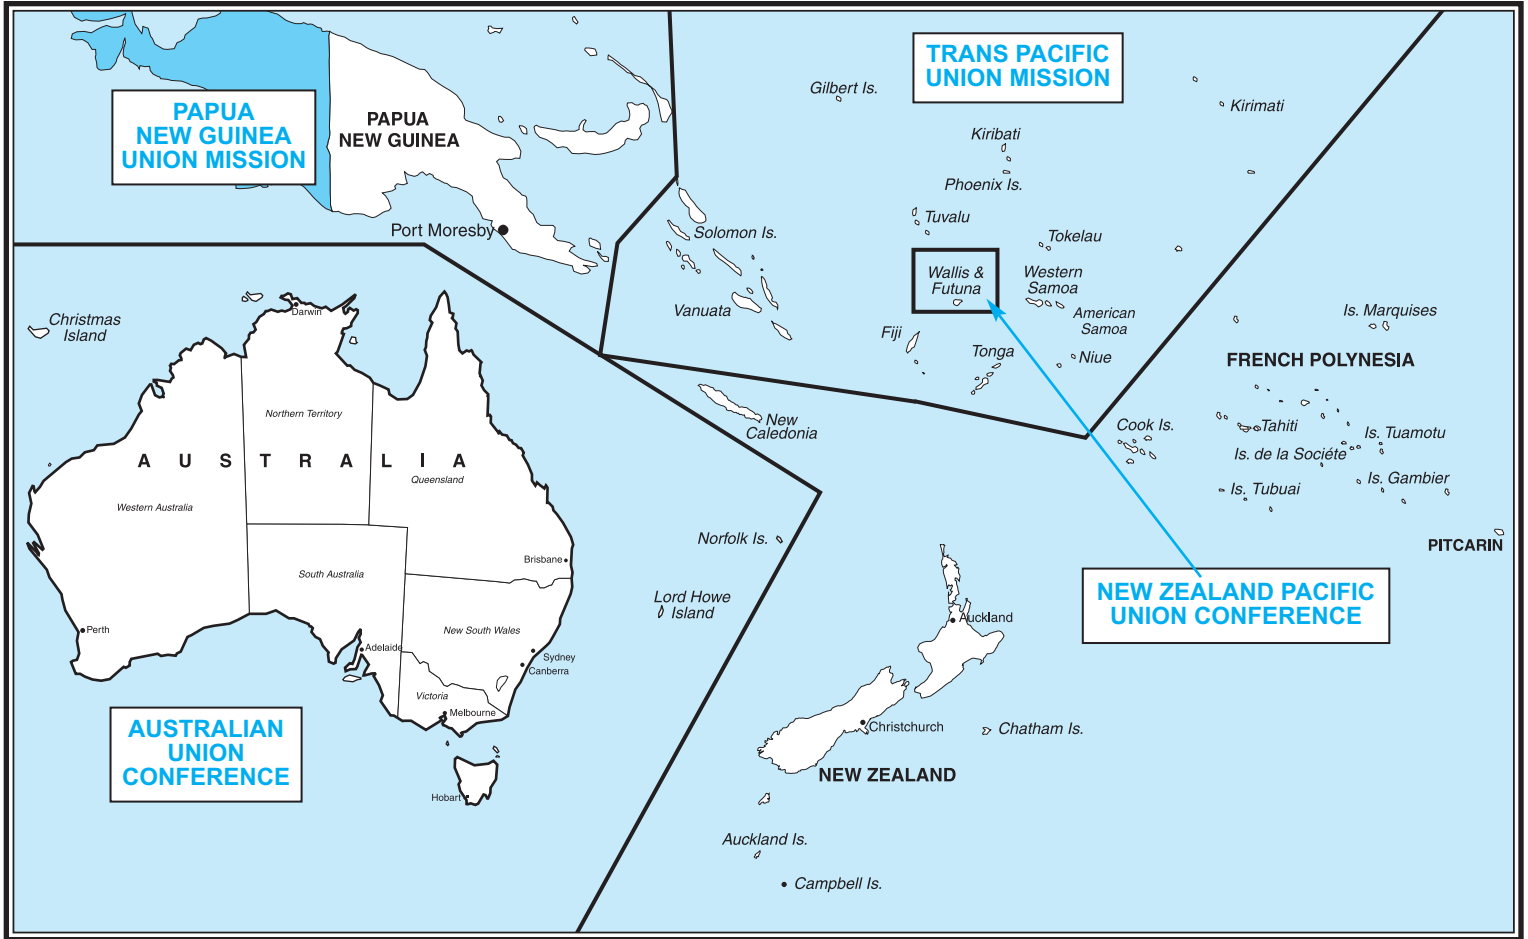 TRANS PACIFIC
UNION MISSION
PAPUA
NEW GUINEA
UNION MISSION
PAPUA
NEW GUINEA
Port Moresby
Gilbert Is.
Kirimati
Kiribati
Phoenix Is.
Tuvalu
Solomon Is.
Tokelau
Wallis &
Futuna
Western
Samoa
American
Samoa
Vanuata
Fiji
Tonga
Niue
Is. Marquises
FRENCH POLYNESIA
Christmas
Island
Darwin
Northern Territory
AUSTRALIA
Queensland
Western Australia
South Australia
Brisbane
New South Wales
Perth
Adelaide
Sydney
Canberra
Victoria
Melbourne
Hobart
AUSTRALIAN
UNION
CONFERENCE
New
Caledonia
Cook Is.
Tahiti
Is. Tuamotu
Is. de la Sociéte
Is. Gambier
Is. Tubuai
PITCARIN
Norfolk Is.
Lord Howe
Island
NEW ZEALAND PACIFIC
UNION CONFERENCE
Auckland
Christchurch
Chatham Is.
NEW ZEALAND
Auckland Is.
Campbell Is.